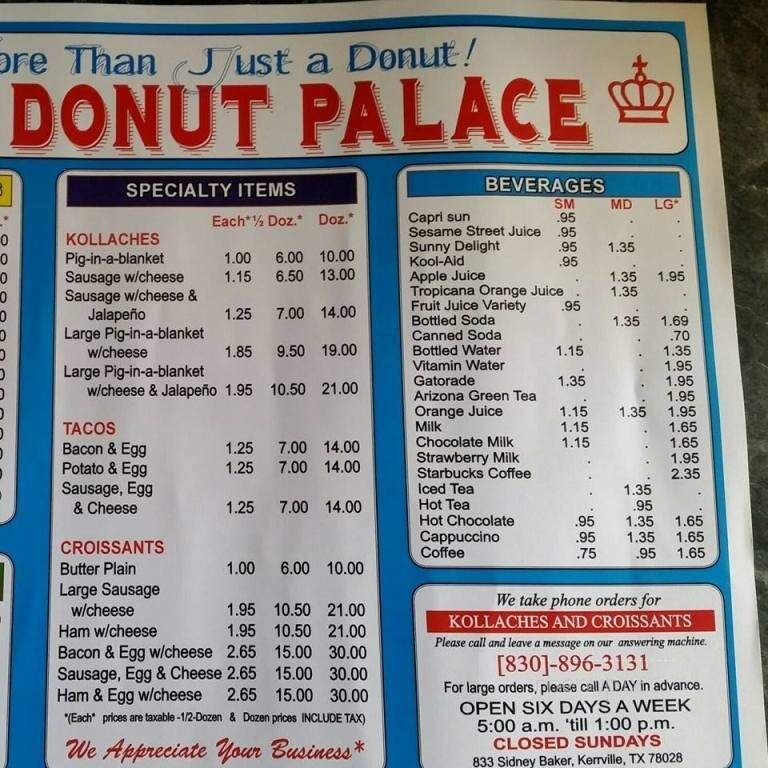 ore Than Just a Donut!
DONUT PALACE
SPECIALTY ITEMS
Each* ½ Doz.* Doz.*
KOLLACHES
Pig-in-a-blanket 1.00 6.00 10.00
Sausage w/cheese 1.15 6.50 13.00
Sausage w/cheese &
Jalapeño 1.25 7.00 14.00
Large Pig-in-a-blanket
w/cheese 1.85 9.50 19.00
Large Pig-in-a-blanket
w/cheese & Jalapeño 1.95 10.50 21.00
TACOS
Bacon & Egg 1.25 7.00 14.00
Potato & Egg 1.25 7.00 14.00
Sausage, Egg
& Cheese 1.25 7.00 14.00
CROISSANTS
Butter Plain 1.00 6.00 10.00
Large Sausage
w/cheese 1.95 10.50 21.00
Ham w/cheese 1.95 10.50 21.00
Bacon & Egg w/cheese 2.65 15.00 30.00
Sausage, Egg & Cheese 2.65 15.00 30.00
Ham & Egg w/cheese 2.65 15.00 30.00
*(Each* prices are taxable -1/2-Dozen & Dozen prices INCLUDE TAX)
We Appreciate Your Business*
BEVERAGES
SM MD LG*
Capri sun .95 . .
Sesame Street Juice .95 . .
Sunny Delight .95 1.35 .
Kool-Aid .95 . .
Apple Juice . 1.35 1.95
Tropicana Orange Juice . 1.35 .
Fruit Juice Variety .95 . .
Bottled Soda . 1.35 1.69
Canned Soda . . .70
Bottled Water 1.15 . 1.35
Vitamin Water . . 1.95
Gatorade 1.35 . 1.95
Arizona Green Tea . . 1.95
Orange Juice 1.15 1.35 1.95
Milk 1.15 . 1.65
Chocolate Milk 1.15 . 1.65
Strawberry Milk . . 1.95
Starbucks Coffee . . 2.35
Iced Tea . 1.35 .
Hot Tea . .95 .
Hot Chocolate .95 1.35 1.65
Cappuccino .95 1.35 1.65
Coffee .75 .95 1.65
We take phone orders for
KOLLACHES AND CROISSANTS
Please call and leave a message on our answering machine.
[830]-896-3131
For large orders, please call A DAY in advance.
OPEN SIX DAYS A WEEK
5:00 a.m. 'till 1:00 p.m.
CLOSED SUNDAYS
833 Sidney Baker, Kerrville, TX 78028